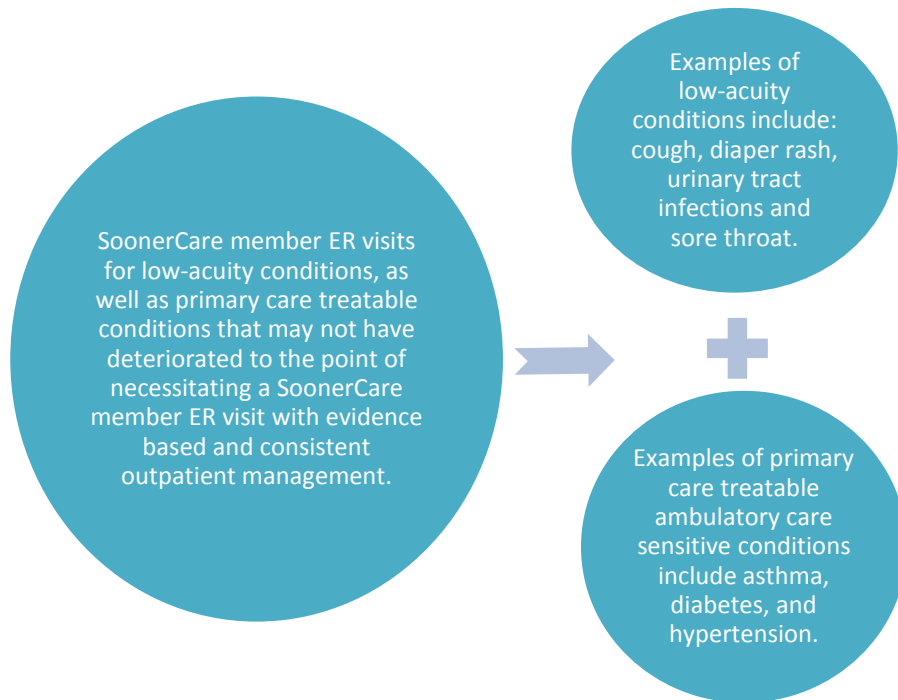 SoonerCare member ER visits
for low-acuity conditions, as
well as primary care treatable
conditions that may not have
deteriorated to the point of
necessitating a SoonerCare
member ER visit with evidence
based and consistent
outpatient management.
Examples of
low-acuity
conditions include:
cough, diaper rash,
urinary tract
infections and
sore throat.
Examples of primary
care treatable
ambulatory care
sensitive conditions
include asthma,
diabetes, and
hypertension.